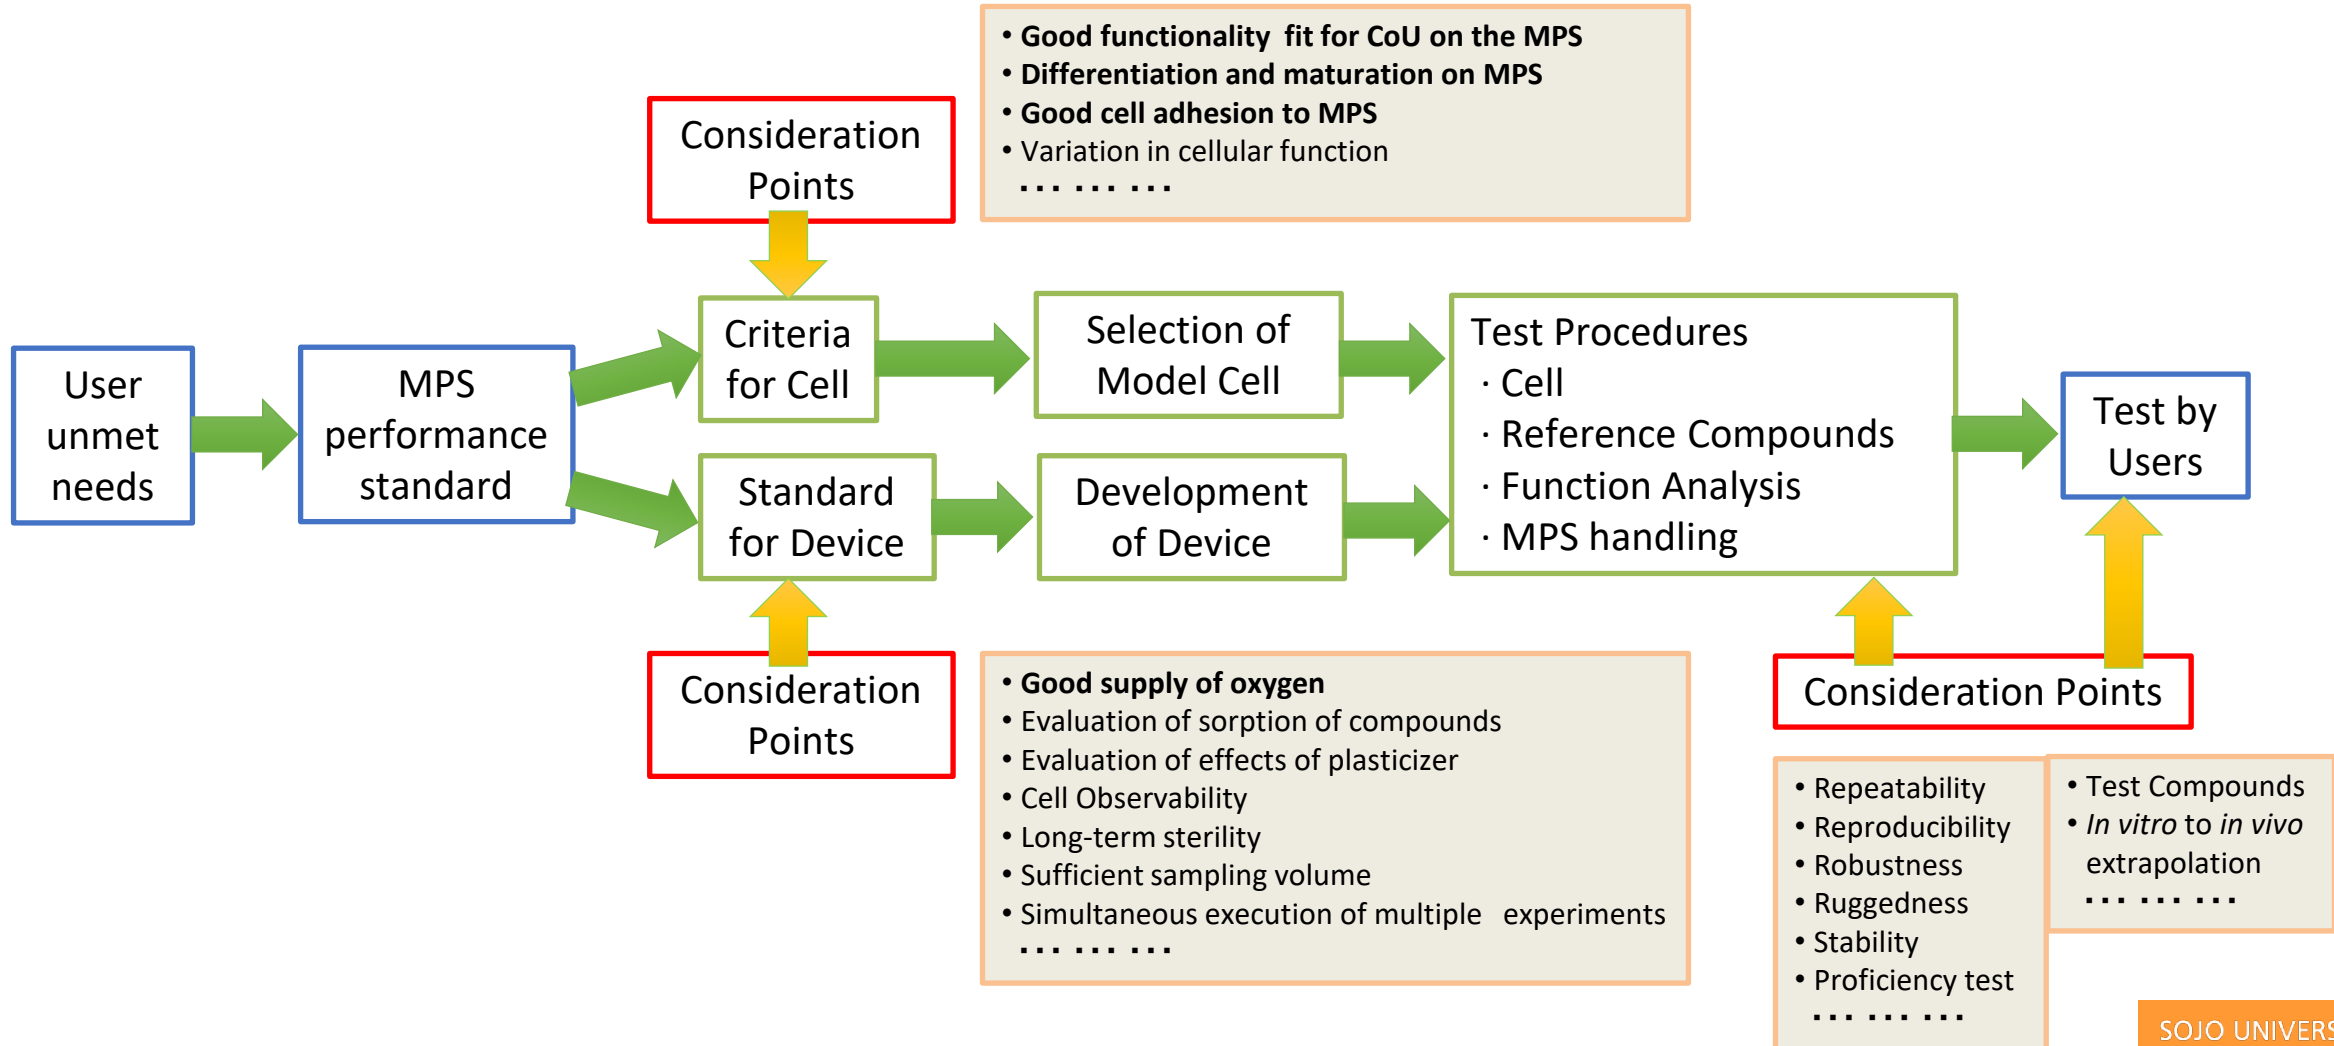 • Good functionality  fit for CoU on the MPS
• Differentiation and maturation on MPS
• Good cell adhesion to MPS
• Variation in cellular function
… … …
Consideration
Points
Criteria
for Cell
Selection of
Model Cell
Test Procedures
· Cell
· Reference Compounds
· Function Analysis
· MPS handling
User
unmet
needs
MPS
performance
standard
Test by
Users
Standard
for Device
Development
of Device
Consideration
Points
• Good supply of oxygen
• Evaluation of sorption of compounds
• Evaluation of effects of plasticizer
• Cell Observability
• Long-term sterility
• Sufficient sampling volume
• Simultaneous execution of multiple   experiments
… … …
Consideration Points
• Repeatability
• Reproducibility
• Robustness
• Ruggedness
• Stability
• Proficiency test
… … …
• Test Compounds
• In vitro to in vivo
extrapolation
… … …
SOJO UNIVERS